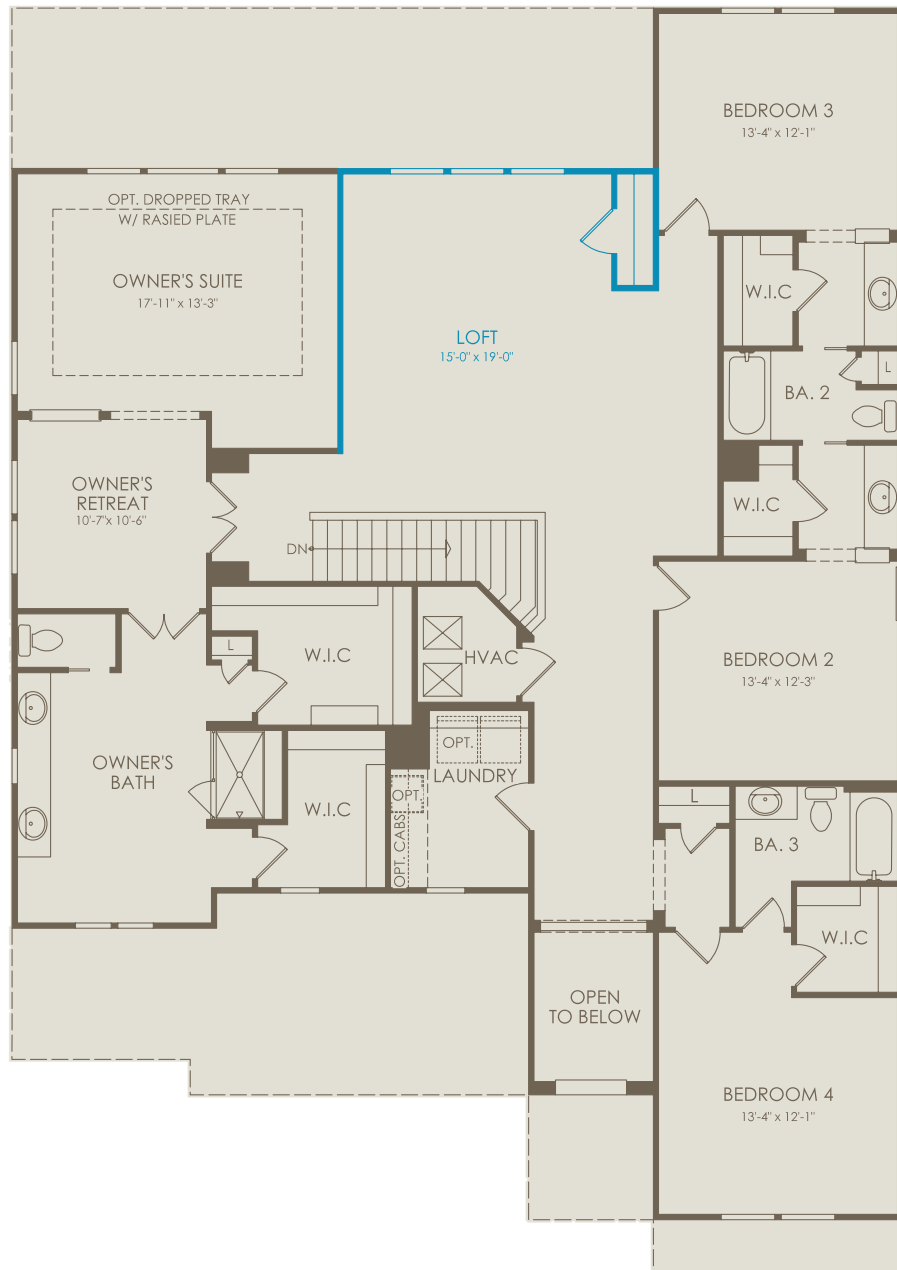 BEDROOM 3
13'-4" x 12'-1"
OPT. DROPPED TRAY
W/ RASIED PLATE
OWNER'S SUITE
17'-11" x 13'-3"
W.I.C
LOFT
15'-0" x 19'-0"
L
BA. 2
OWNER'S
RETREAT
10'-7"x 10'-6"
W.I.C
DN
L
W.I.C
HVAC
BEDROOM 2
13'-4" x 12'-3"
OPT.
OWNER'S
BATH
LAUNDRY
OPT.
L
W.I.C
OPT. CABS
BA. 3
W.I.C
OPEN
TO BELOW
BEDROOM 4
13'-4" x 12'-1"